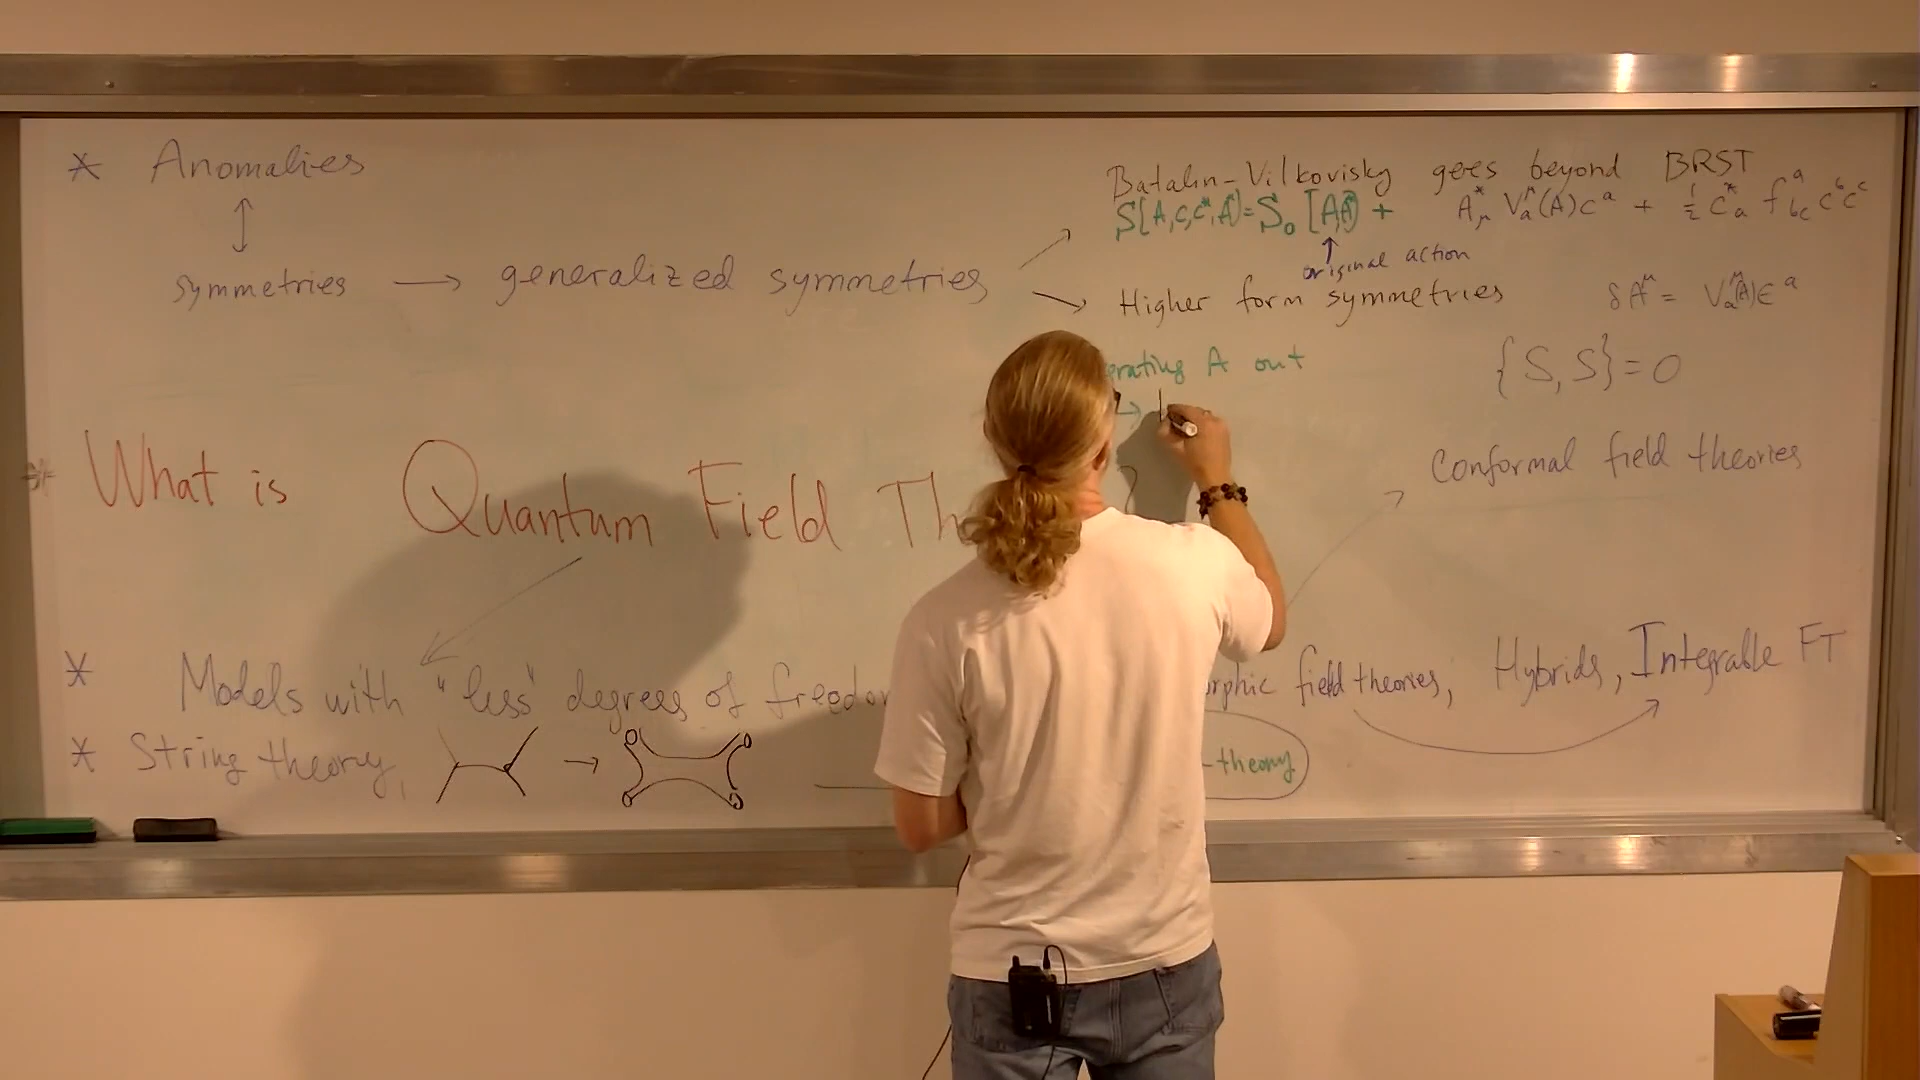 * Anomalies
↕
symmetries → generalized symmetries
Batalin-Vilkovisky goes beyond BRST
S[A,c,c*,A*]=S₀[A] + A*_μ V^μ_a(A)c^a + ½ c*_a f^a_bc c^b c^c
↑
original action
Higher form symmetries
δA^μ = V^μ_a(A)ϵ^a
erating A out
→
{S,S}=0
* What is Quantum Field Th
?
Conformal field theories
* Models with "less" degrees of freedo
rphic field theories, Hybrids, Integrable FT
* String theory,
→
-theory